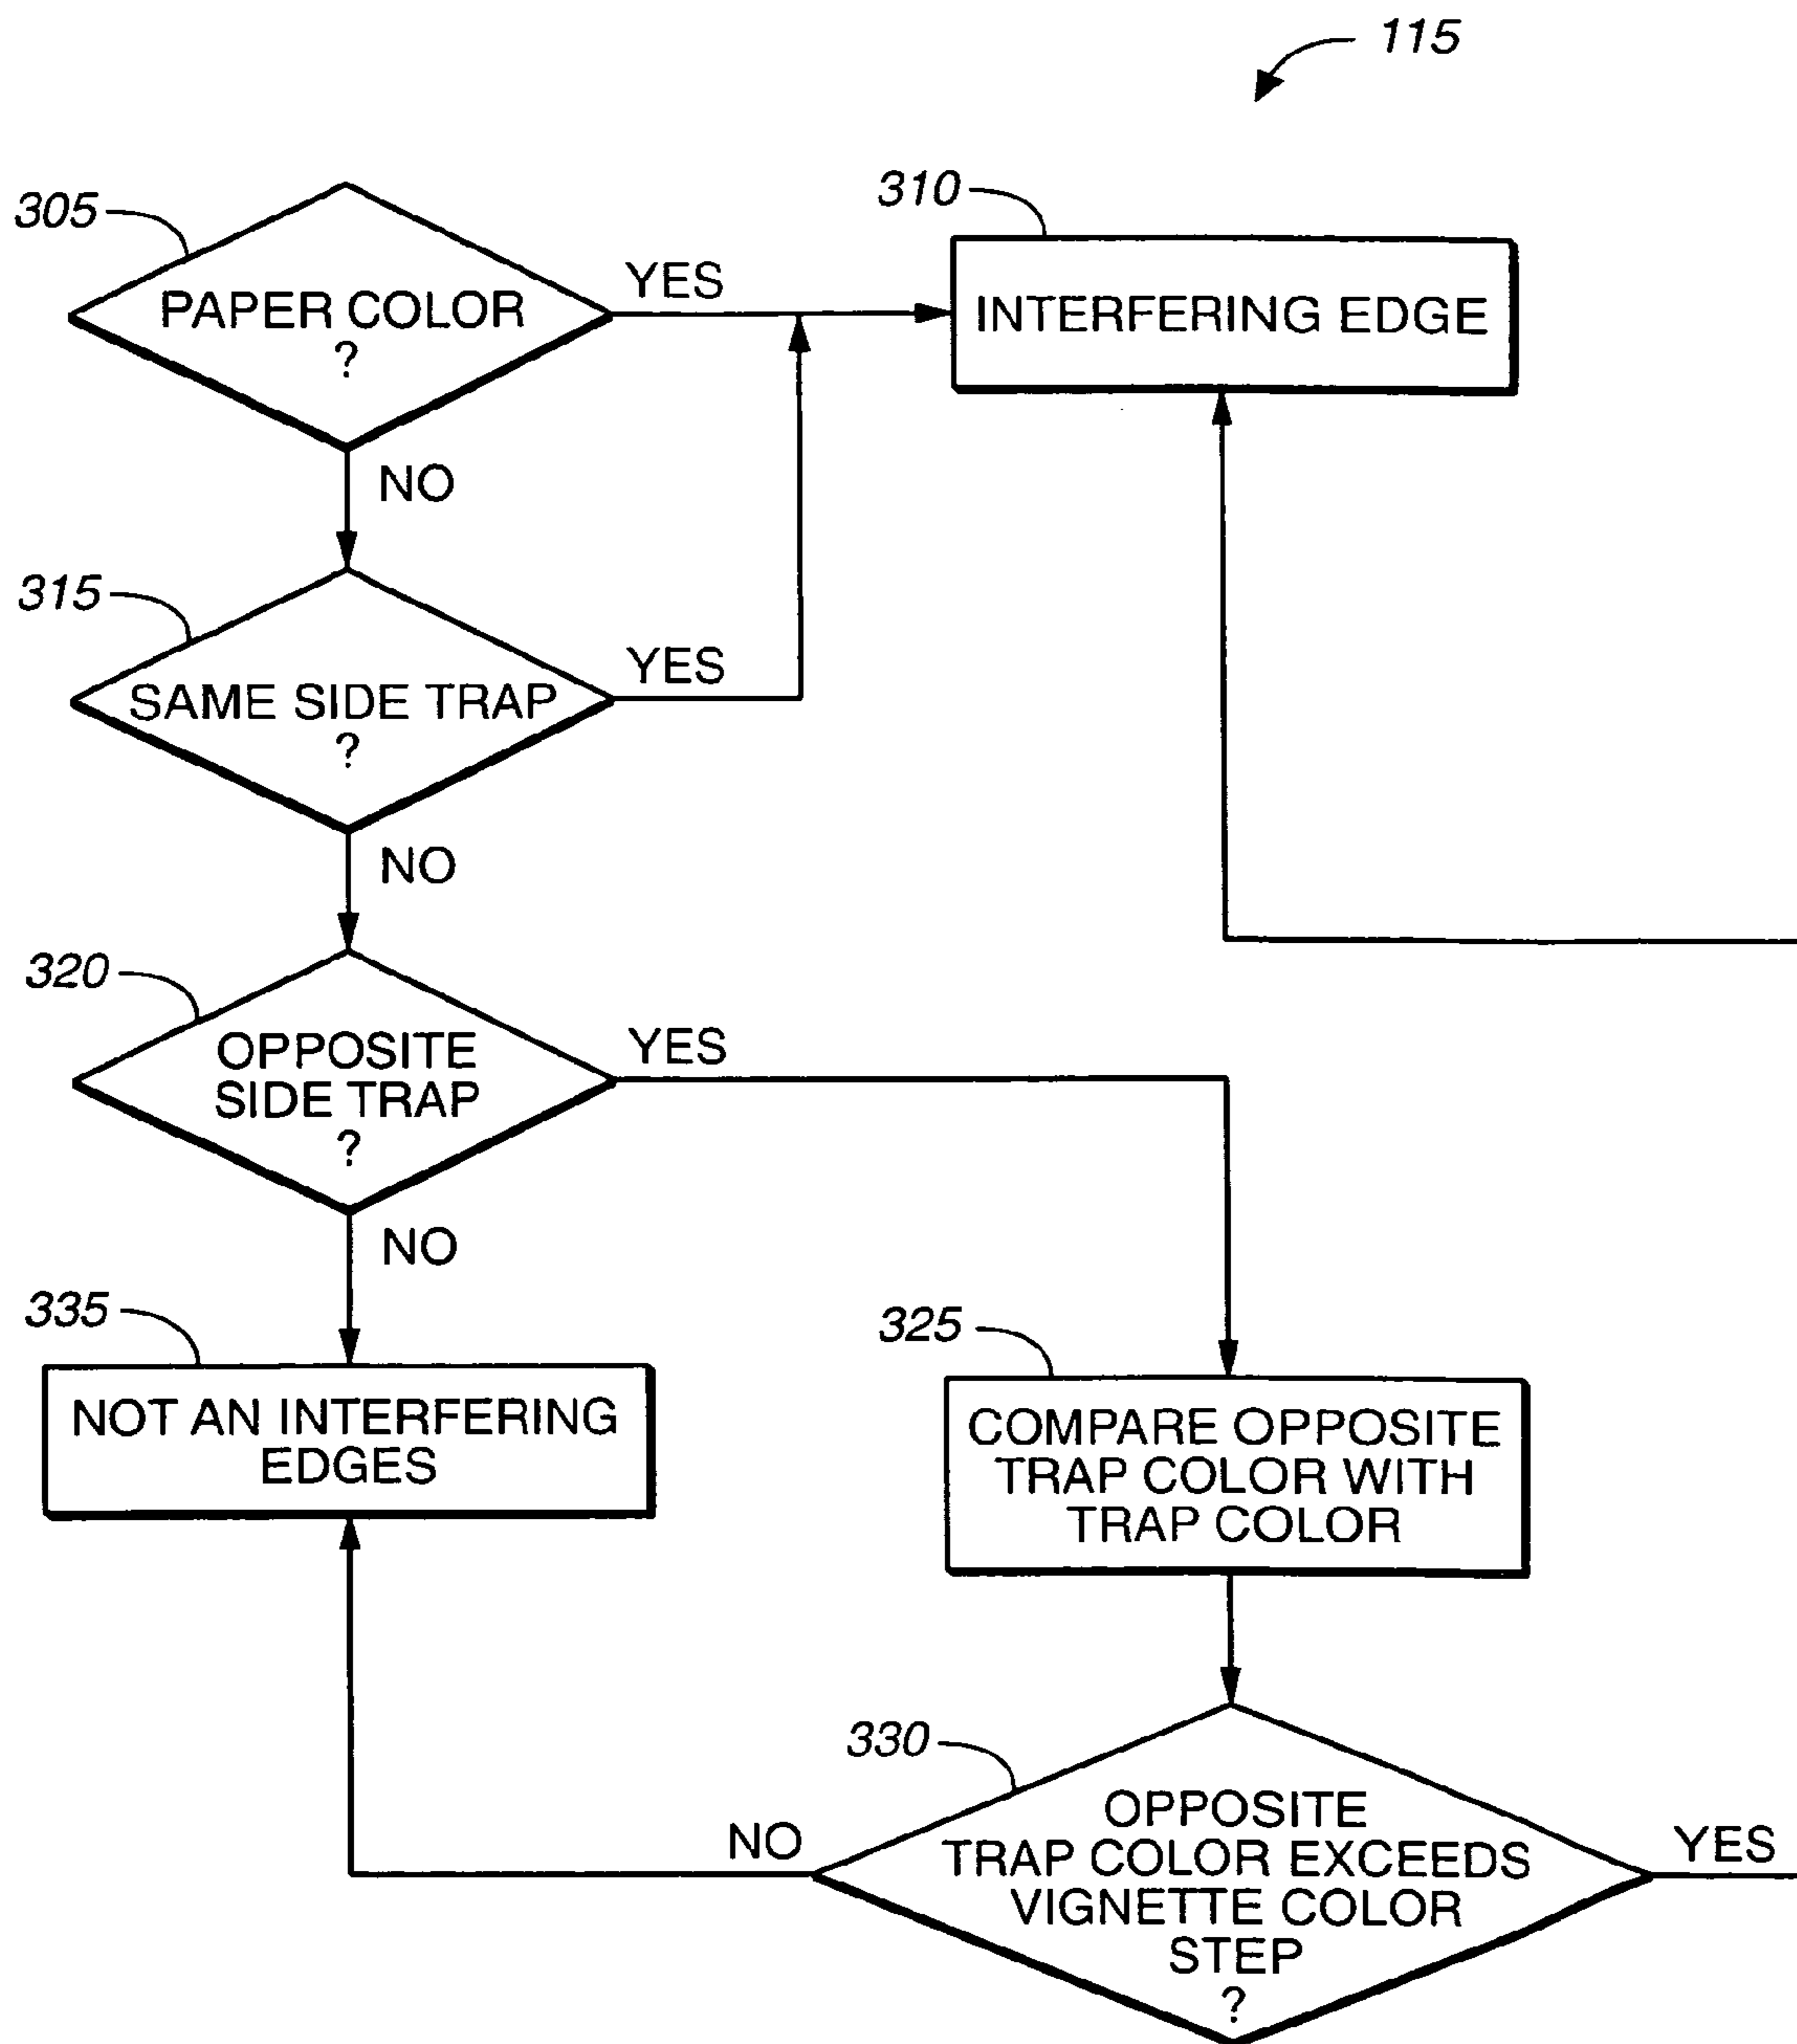 115
305
310
PAPER COLOR
?
YES
INTERFERING EDGE
NO
315
SAME SIDE TRAP
?
YES
NO
320
OPPOSITE
SIDE TRAP
?
YES
NO
335
NOT AN INTERFERING
EDGES
325
COMPARE OPPOSITE
TRAP COLOR WITH
TRAP COLOR
330
OPPOSITE
TRAP COLOR EXCEEDS
VIGNETTE COLOR
STEP
?
NO
YES